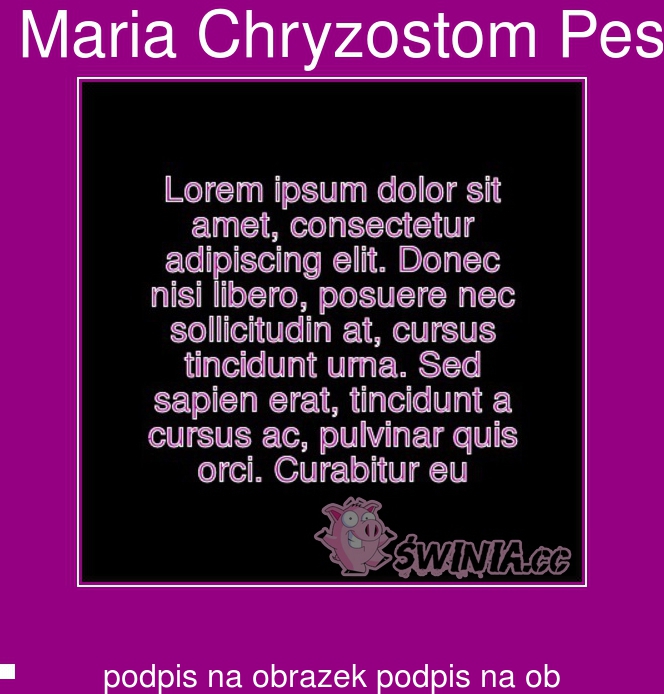 Maria Chryzostom Pes
Lorem ipsum dolor sit
amet, consectetur
adipiscing elit. Donec
nisi libero, posuere nec
sollicitudin at, cursus
tincidunt urna. Sed
sapien erat, tincidunt a
cursus ac, pulvinar quis
orci. Curabitur eu
ŚWINIA.cc
podpis na obrazek podpis na ob